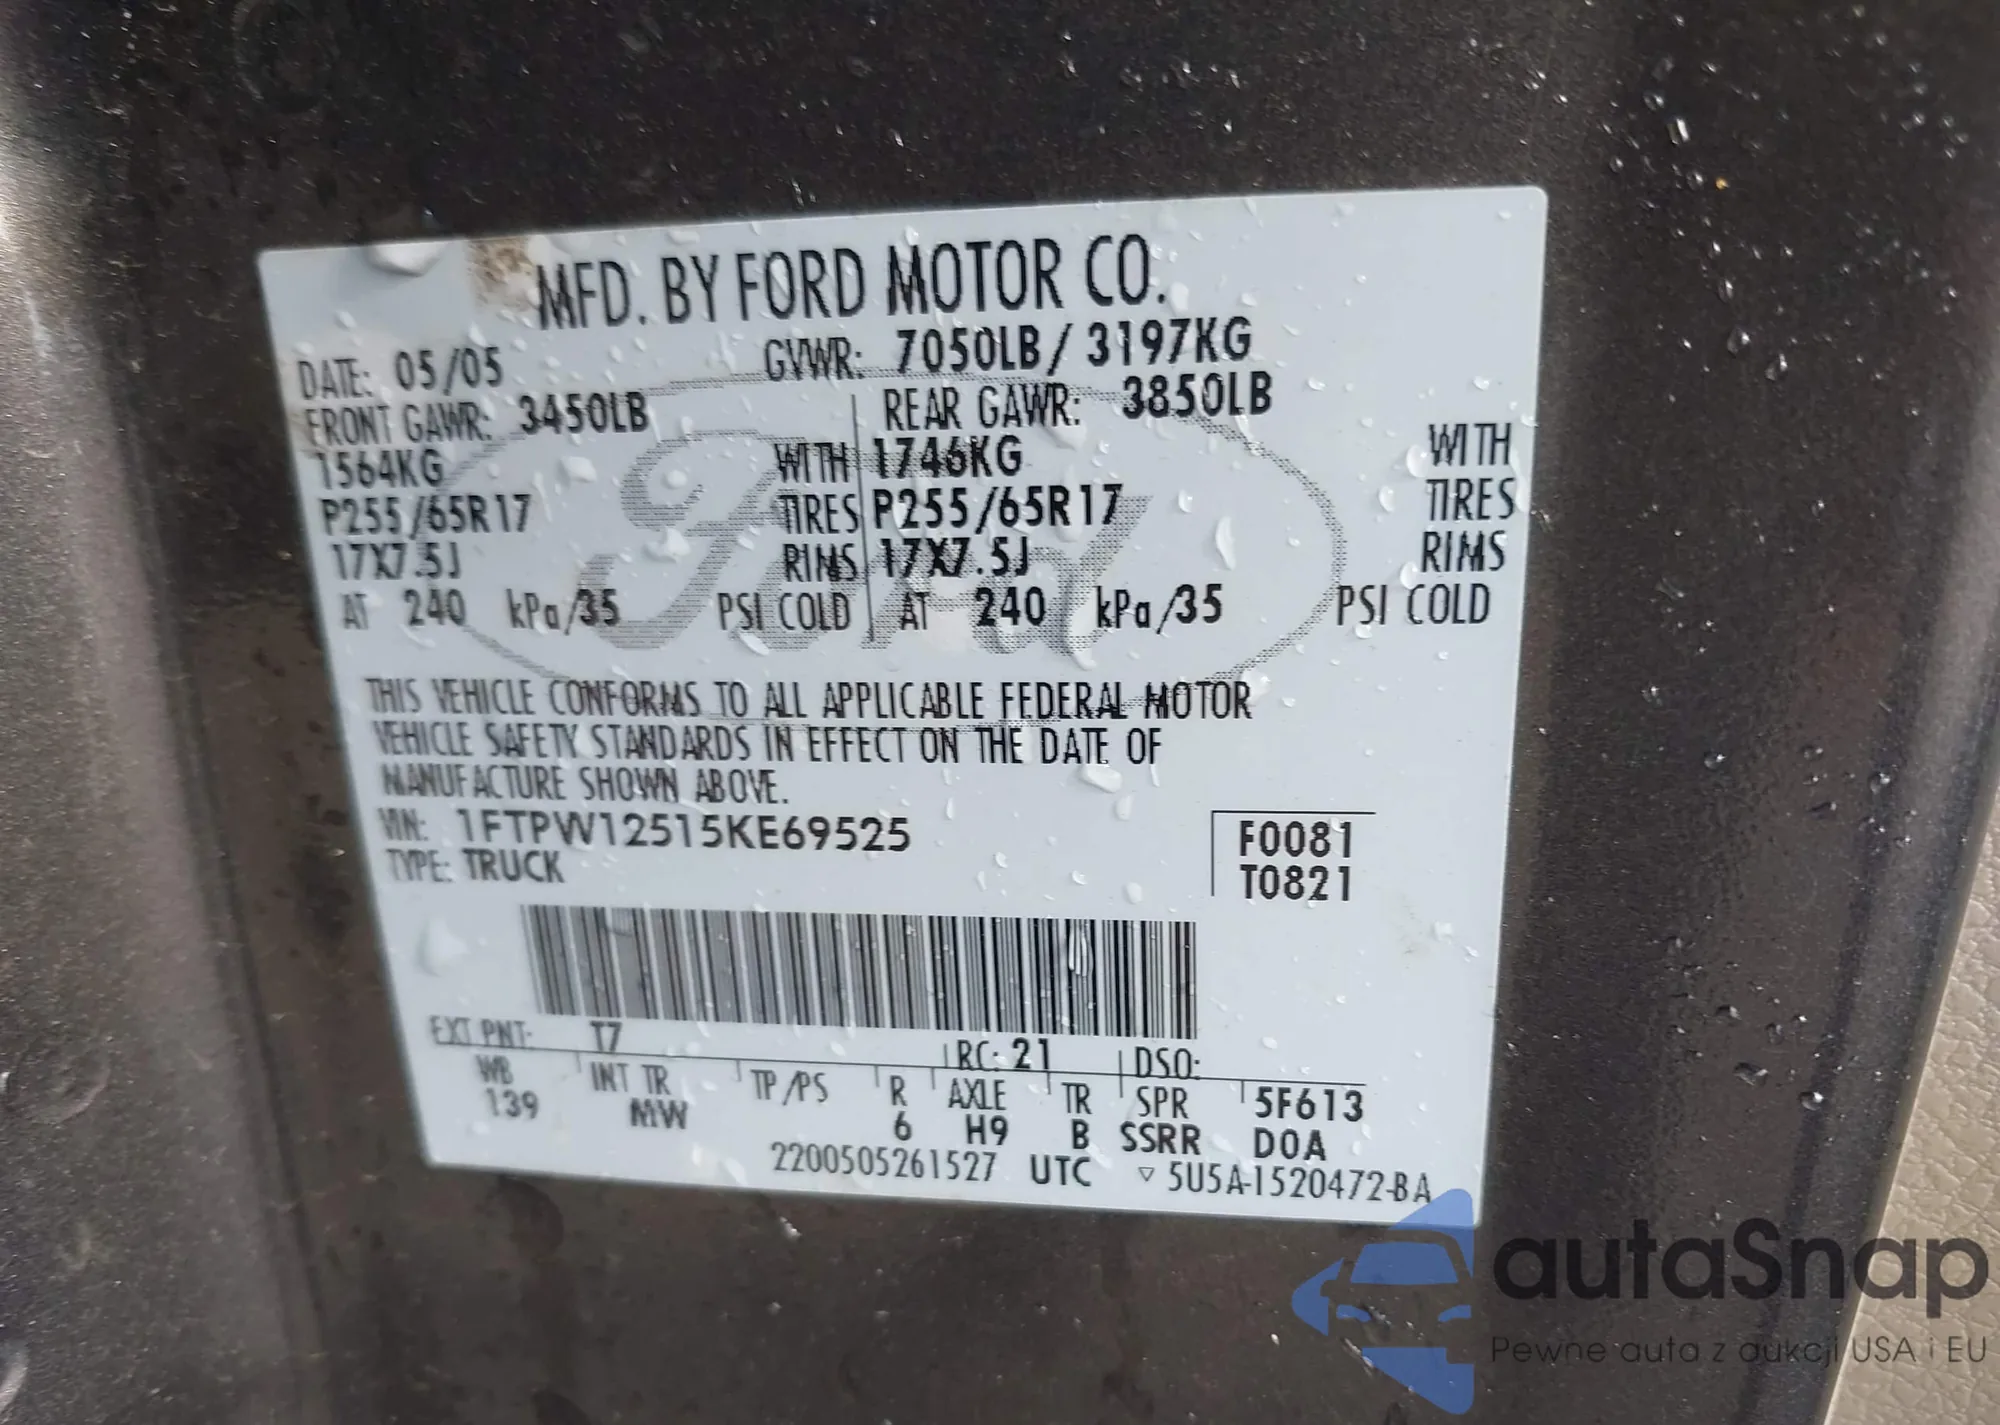 MFD. BY FORD MOTOR CO.
DATE: 05/05 GVWR: 7050LB/ 3197KG
FRONT GAWR: 3450LB REAR GAWR: 3850LB
1564KG WITH 1746KG WITH
P255/65R17 TIRES P255/65R17 TIRES
17X7.5J RIMS 17X7.5J RIMS
AT 240 kPa/35 PSI COLD AT 240 kPa/35 PSI COLD
Ford
THIS VEHICLE CONFORMS TO ALL APPLICABLE FEDERAL MOTOR
VEHICLE SAFETY STANDARDS IN EFFECT ON THE DATE OF
MANUFACTURE SHOWN ABOVE.
VIN: 1FTPW12515KE69525 F0081
TYPE: TRUCK T0821
EXT PNT: T7 RC: 21 DSO:
WB INT TR TP/PS R AXLE TR SPR 5F613
139 MW 6 H9 B SSRR DOA
2200505261527 UTC ▽ 5U5A-1520472-BA
autaSnap
Pewne auta z aukcji USA i EU